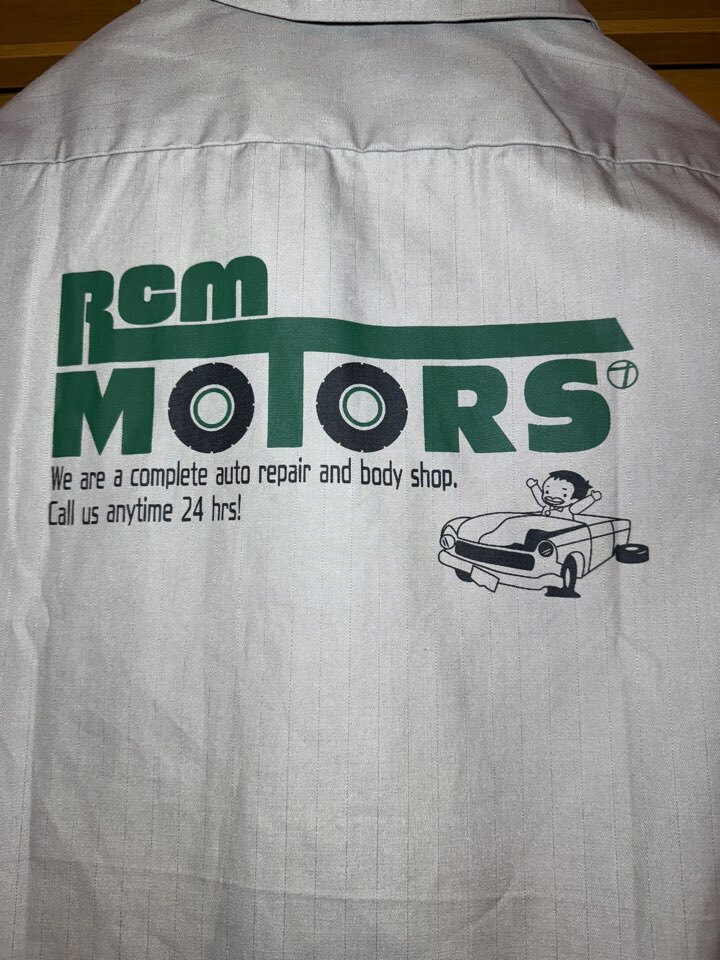 RCM
MOTORS
We are a complete auto repair and body shop.
Call us anytime 24 hrs!